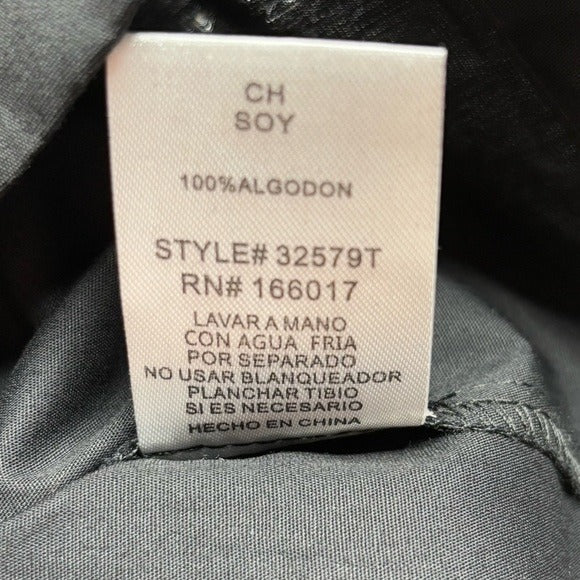 CH
SOY
100%ALGODON
STYLE# 32579T
RN# 166017
LAVAR A MANO
CON AGUA FRIA
POR SEPARADO
NO USAR BLANQUEADOR
PLANCHAR TIBIO
SI ES NECESARIO
HECHO EN CHINA